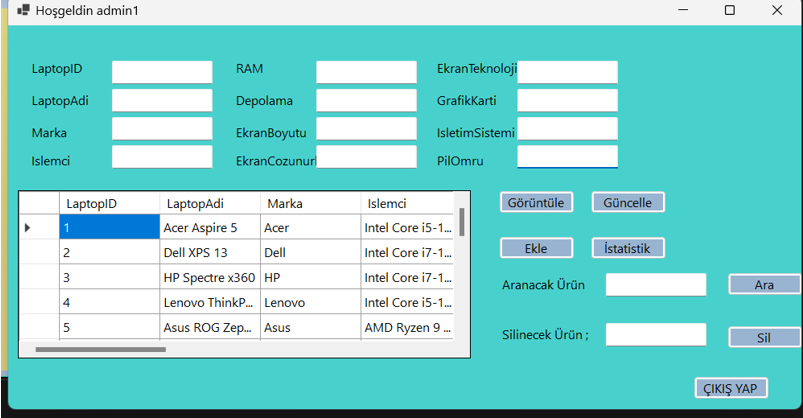 Hoşgeldin admin1
LaptopID RAM EkranTeknoloji
LaptopAdi Depolama GrafikKarti
Marka EkranBoyutu IsletimSistemi
Islemci EkranCozunurl PilOmru
LaptopID LaptopAdi Marka Islemci
1 Acer Aspire 5 Acer Intel Core i5-1...
2 Dell XPS 13 Dell Intel Core i7-1...
3 HP Spectre x360 HP Intel Core i7-1...
4 Lenovo ThinkP... Lenovo Intel Core i5-1...
5 Asus ROG Zep... Asus AMD Ryzen 9 ...
Görüntüle Güncelle
Ekle İstatistik
Aranacak Ürün Ara
Silinecek Ürün ; Sil
ÇIKIŞ YAP